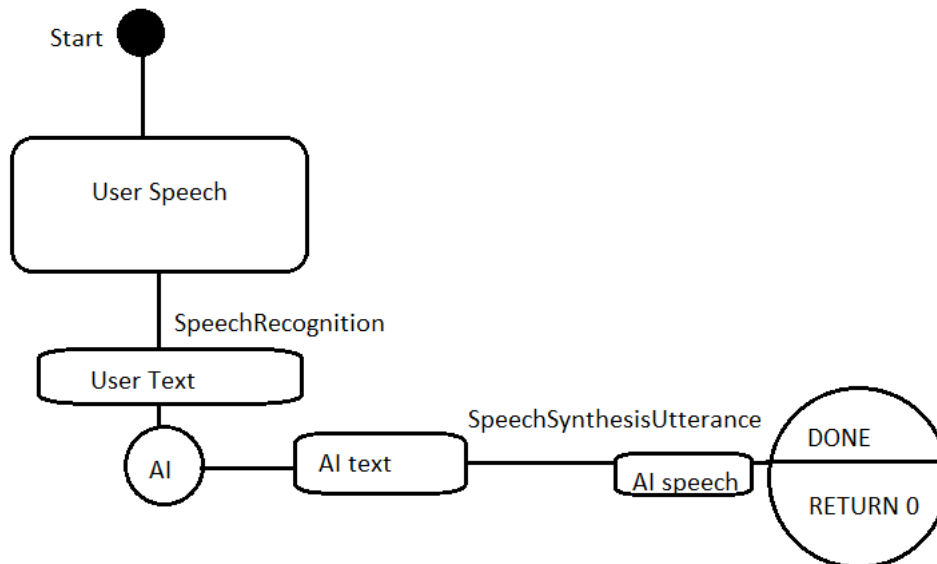 Start
User Speech
SpeechRecognition
User Text
AI
AI text
SpeechSynthesisUtterance
AI speech
DONE
RETURN 0